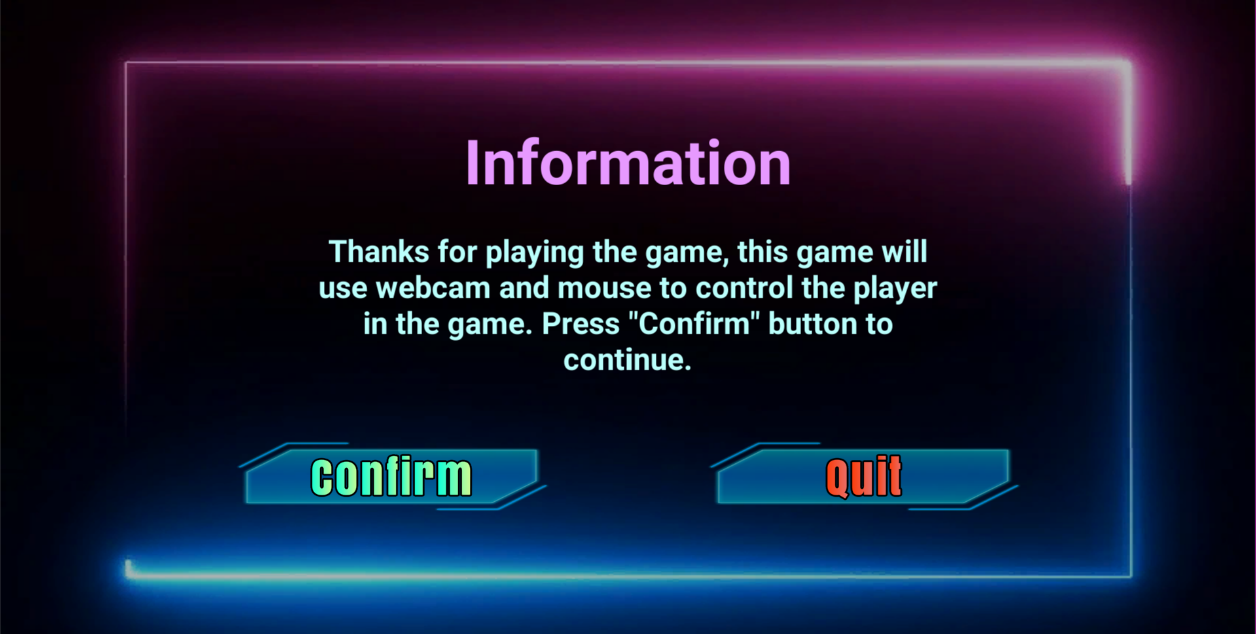 Information
Thanks for playing the game, this game will
use webcam and mouse to control the player
in the game. Press "Confirm" button to
continue.
Confirm
Quit